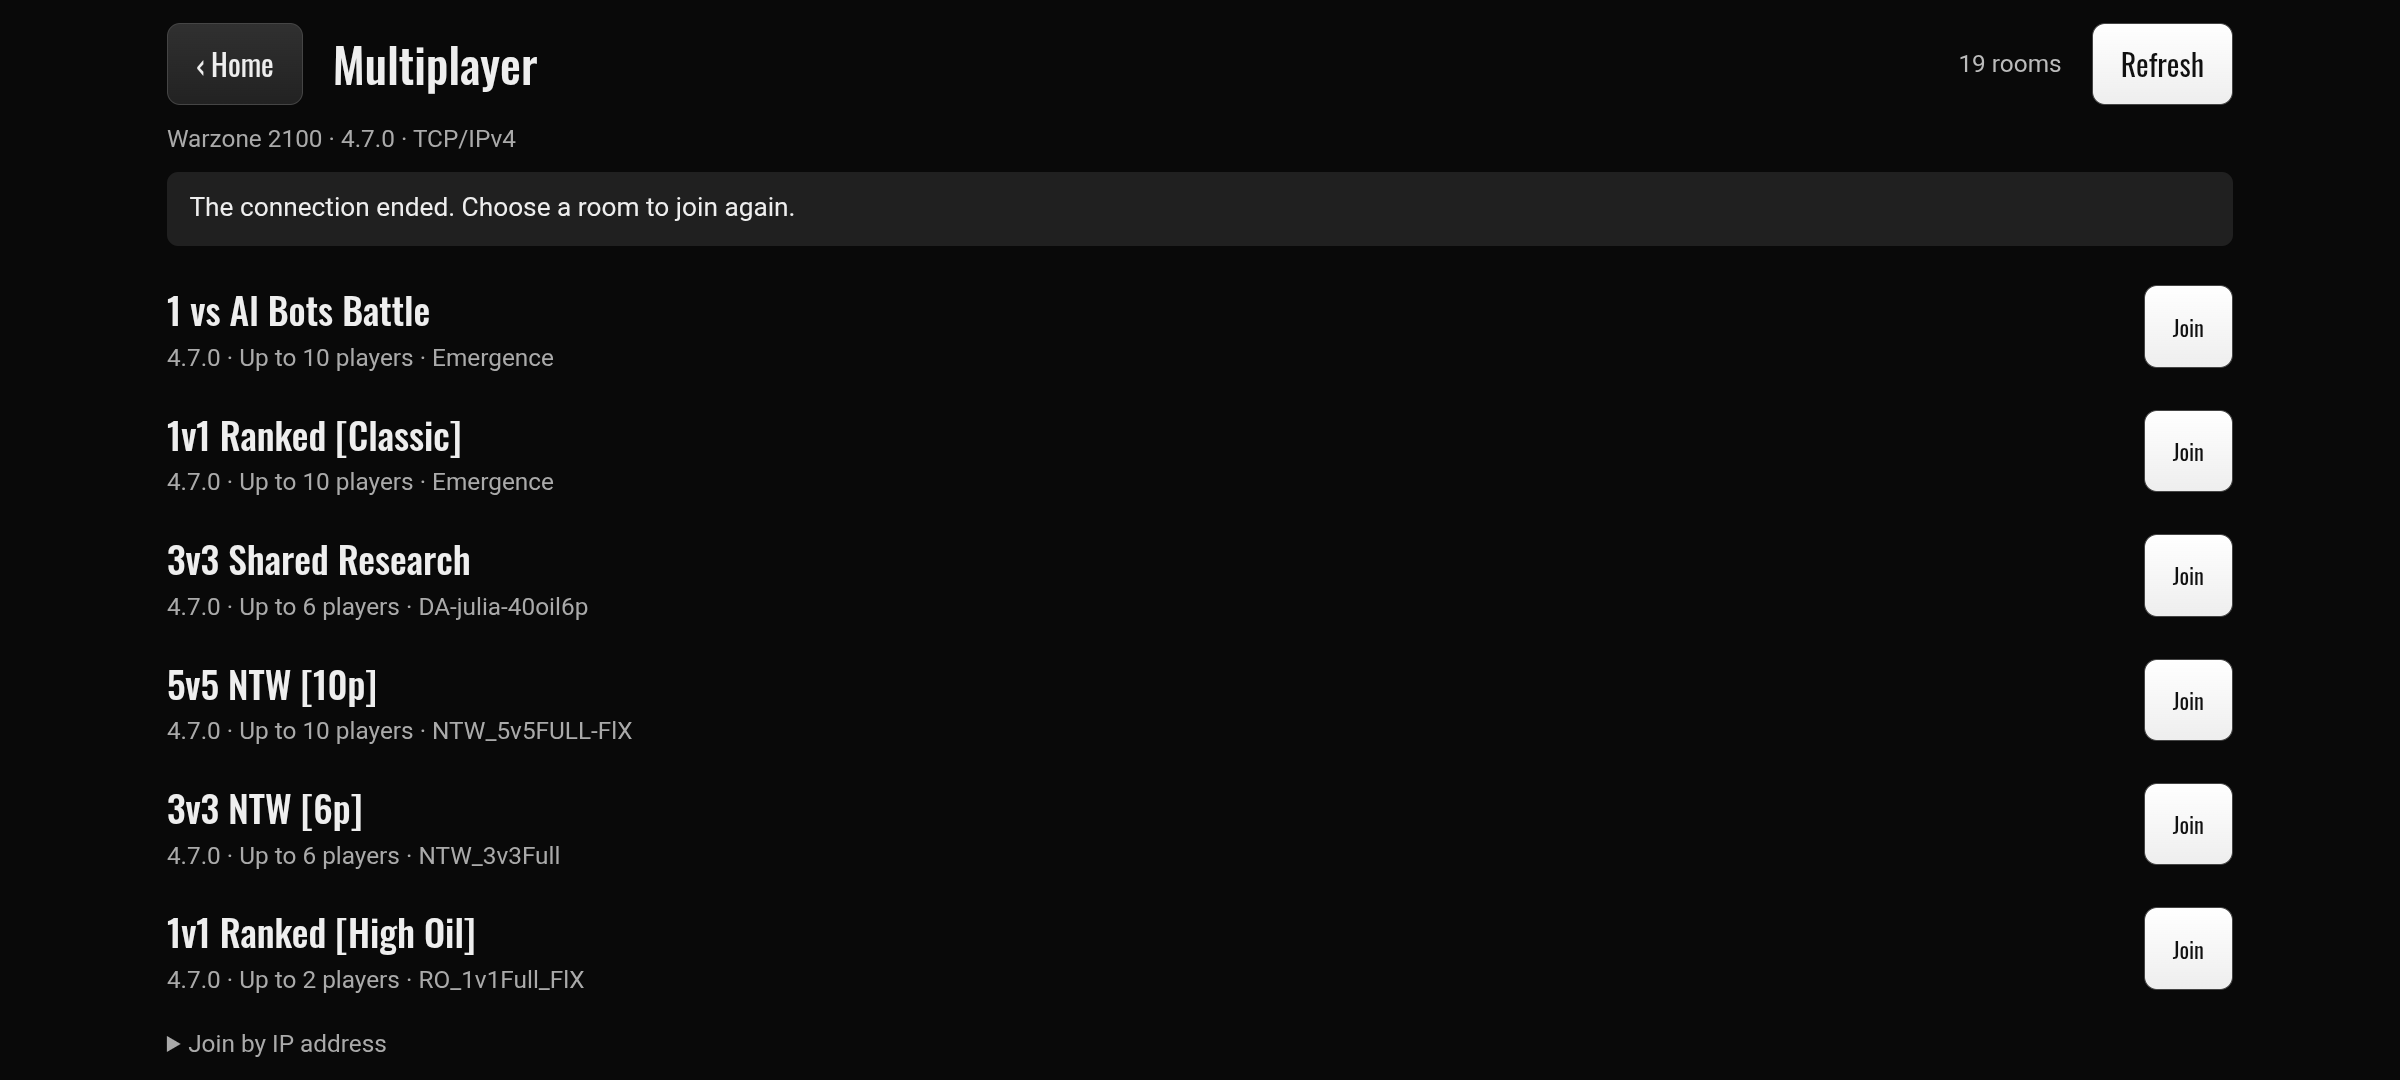 ‹ Home
Multiplayer
19 rooms
Refresh
Warzone 2100 · 4.7.0 · TCP/IPv4
The connection ended. Choose a room to join again.
1 vs AI Bots Battle
4.7.0 · Up to 10 players · Emergence
Join
1v1 Ranked [Classic]
4.7.0 · Up to 10 players · Emergence
Join
3v3 Shared Research
4.7.0 · Up to 6 players · DA-julia-40oil6p
Join
5v5 NTW [10p]
4.7.0 · Up to 10 players · NTW_5v5FULL-FlX
Join
3v3 NTW [6p]
4.7.0 · Up to 6 players · NTW_3v3Full
Join
1v1 Ranked [High Oil]
4.7.0 · Up to 2 players · RO_1v1Full_FlX
Join
▶ Join by IP address